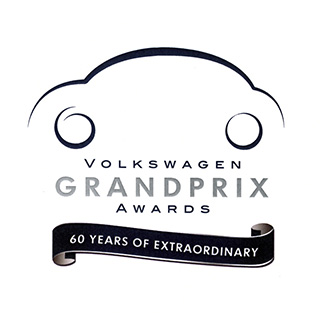 VOLKSWAGEN
GRANDPRIX
AWARDS
60 YEARS OF EXTRAORDINARY